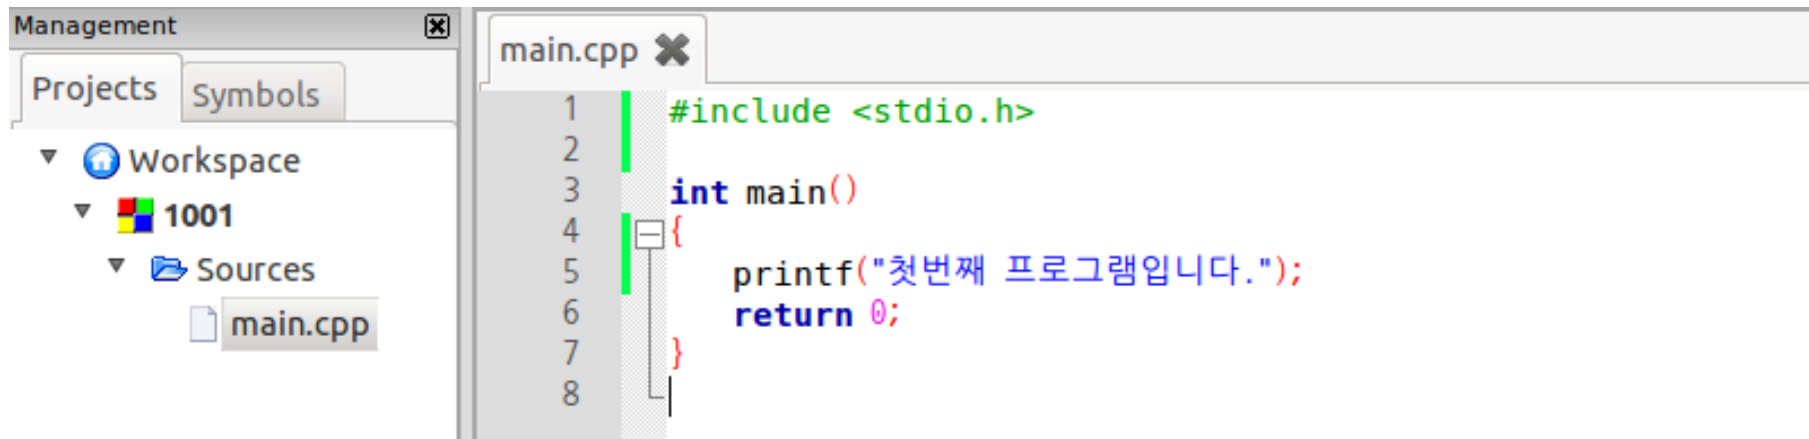 Management
Projects Symbols
Workspace
1001
Sources
main.cpp
main.cpp
1 #include <stdio.h>
2
3 int main()
4 {
5 printf("첫번째 프로그램입니다.");
6 return 0;
7 }
8